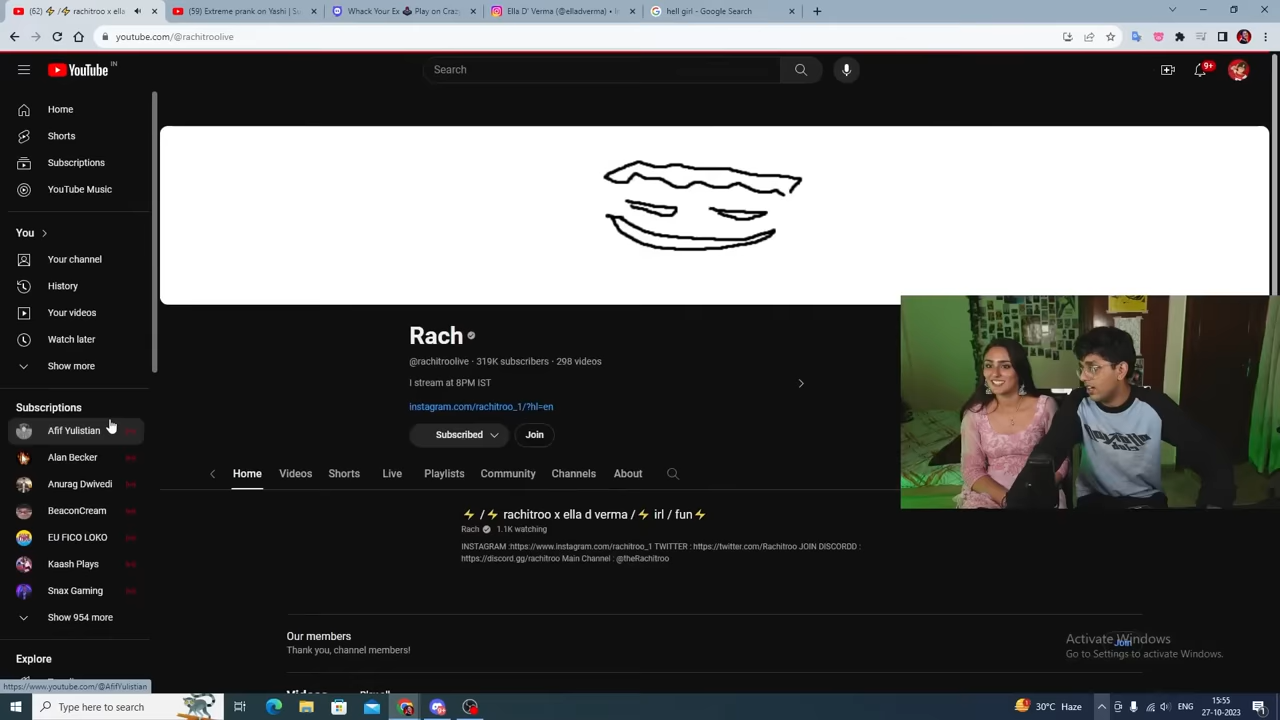 (62) ⚡/⚡ rachitroo x ella
(59) Extreme prank on Yashi | S
Whack Your Ex 💩 Play on Craz
Ella D' Verma (@elladverma) • I
hell girl - Google Search
youtube.com/@rachitroolive
YouTube IN
Search
9+
Home
Shorts
Subscriptions
YouTube Music
You
Your channel
History
Your videos
Watch later
Show more
Subscriptions
Afif Yulistian
Alan Becker
Anurag Dwivedi
BeaconCream
EU FICO LOKO
Kaash Plays
Snax Gaming
Show 954 more
Explore
Rach
@rachitroolive · 319K subscribers · 298 videos
I stream at 8PM IST
instagram.com/rachitroo_1/?hl=en
Subscribed
Join
Home Videos Shorts Live Playlists Community Channels About
⚡ /⚡ rachitroo x ella d verma /⚡ irl / fun⚡
Rach 1.1K watching
INSTAGRAM :https://www.instagram.com/rachitroo_1 TWITTER : https://twitter.com/Rachitroo JOIN DISCORDD :
https://discord.gg/rachitroo Main Channel : @theRachitroo
Our members
Thank you, channel members!
Join
Activate Windows
Go to Settings to activate Windows.
Videos
https://www.youtube.com/@AfifYulistian
Type here to search
30°C Haze
15:55
27-10-2023